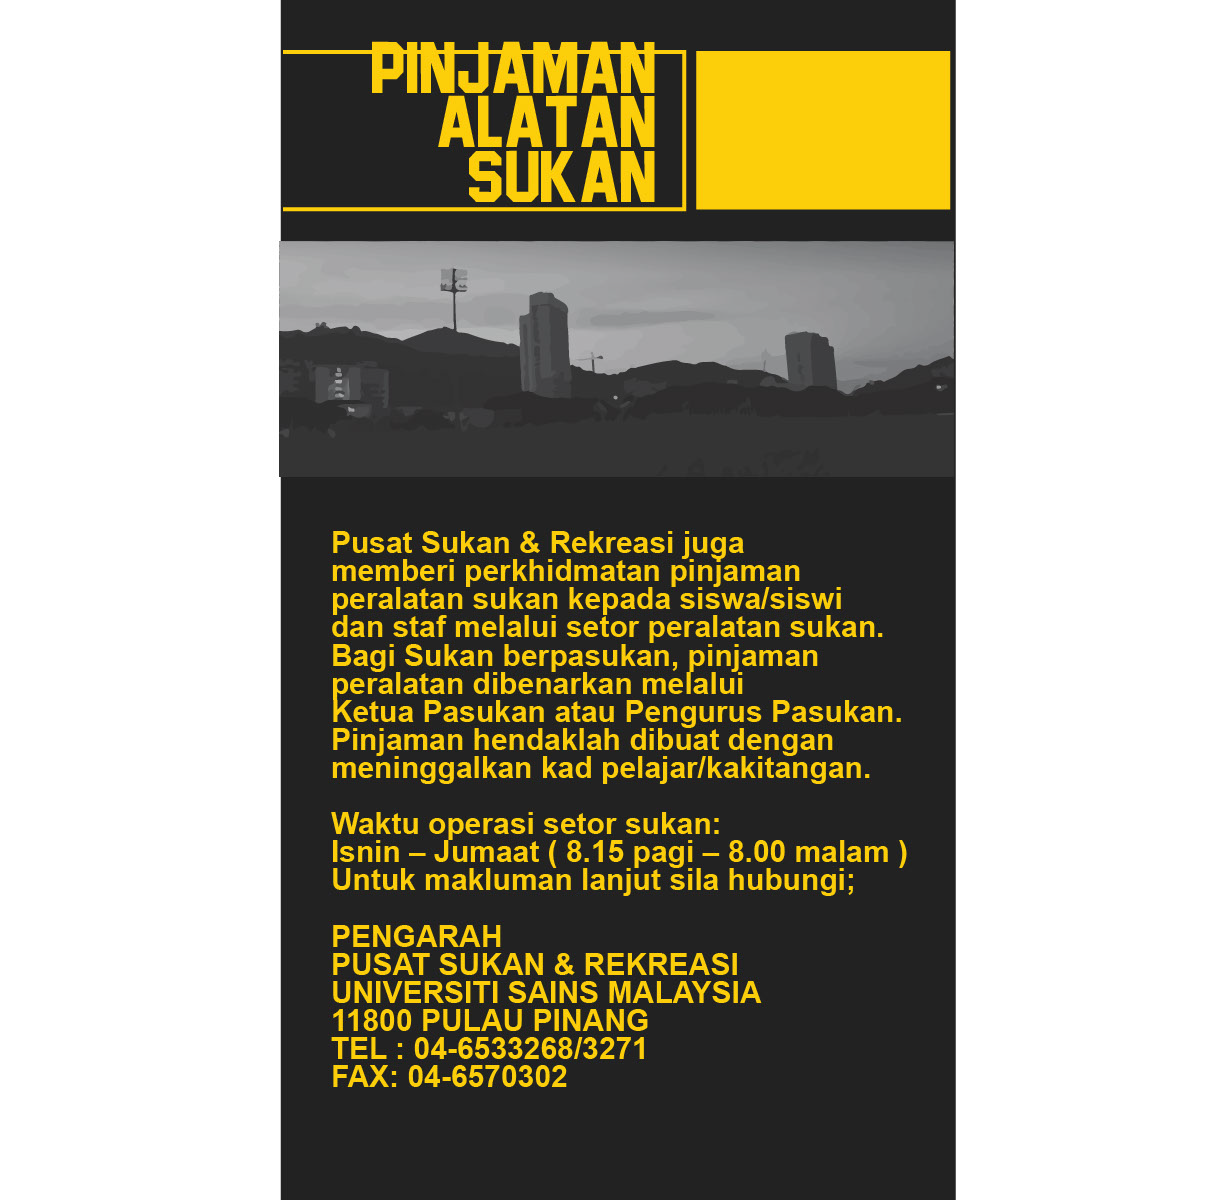 PINJAMAN
ALATAN
SUKAN
Pusat Sukan & Rekreasi juga
memberi perkhidmatan pinjaman
peralatan sukan kepada siswa/siswi
dan staf melalui setor peralatan sukan.
Bagi Sukan berpasukan, pinjaman
peralatan dibenarkan melalui
Ketua Pasukan atau Pengurus Pasukan.
Pinjaman hendaklah dibuat dengan
meninggalkan kad pelajar/kakitangan.
Waktu operasi setor sukan:
Isnin – Jumaat ( 8.15 pagi – 8.00 malam )
Untuk makluman lanjut sila hubungi;
PENGARAH
PUSAT SUKAN & REKREASI
UNIVERSITI SAINS MALAYSIA
11800 PULAU PINANG
TEL : 04-6533268/3271
FAX: 04-6570302